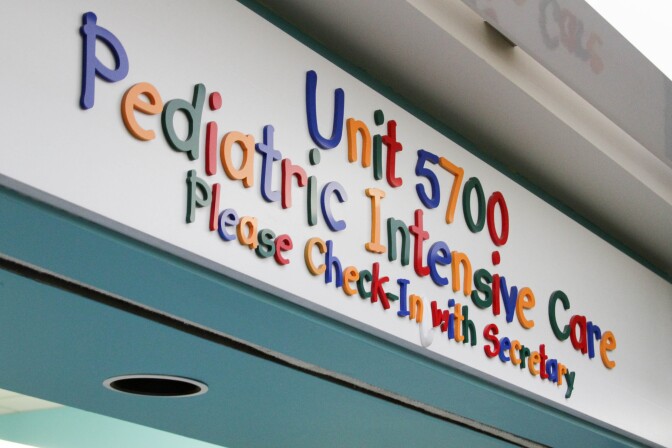 Unit 5700
Pediatric Intensive Care
Please Check-In with Secretary